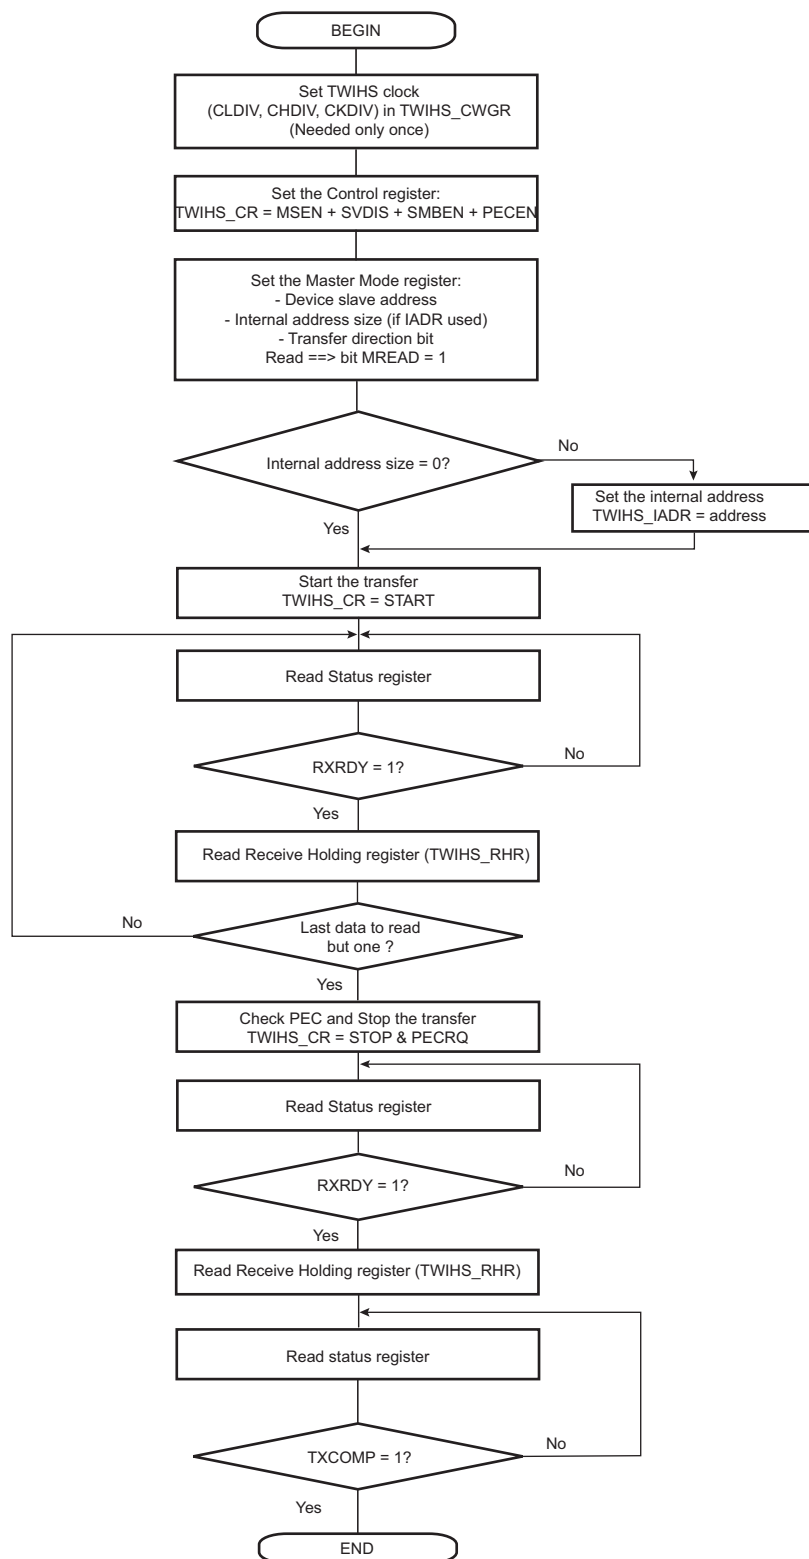 BEGIN
Set TWIHS clock
(CLDIV, CHDIV, CKDIV) in TWIHS_CWGR
(Needed only once)
Set the Control register:
TWIHS_CR = MSEN + SVDIS + SMBEN + PECEN
Set the Master Mode register:
- Device slave address
- Internal address size (if IADR used)
- Transfer direction bit
Read ==> bit MREAD = 1
Internal address size = 0?
No
Set the internal address
TWIHS_IADR = address
Yes
Start the transfer
TWIHS_CR = START
Read Status register
RXRDY = 1?
No
Yes
Read Receive Holding register (TWIHS_RHR)
Last data to read
but one ?
No
Yes
Check PEC and Stop the transfer
TWIHS_CR = STOP & PECRQ
Read Status register
RXRDY = 1?
No
Yes
Read Receive Holding register (TWIHS_RHR)
Read status register
TXCOMP = 1?
No
Yes
END